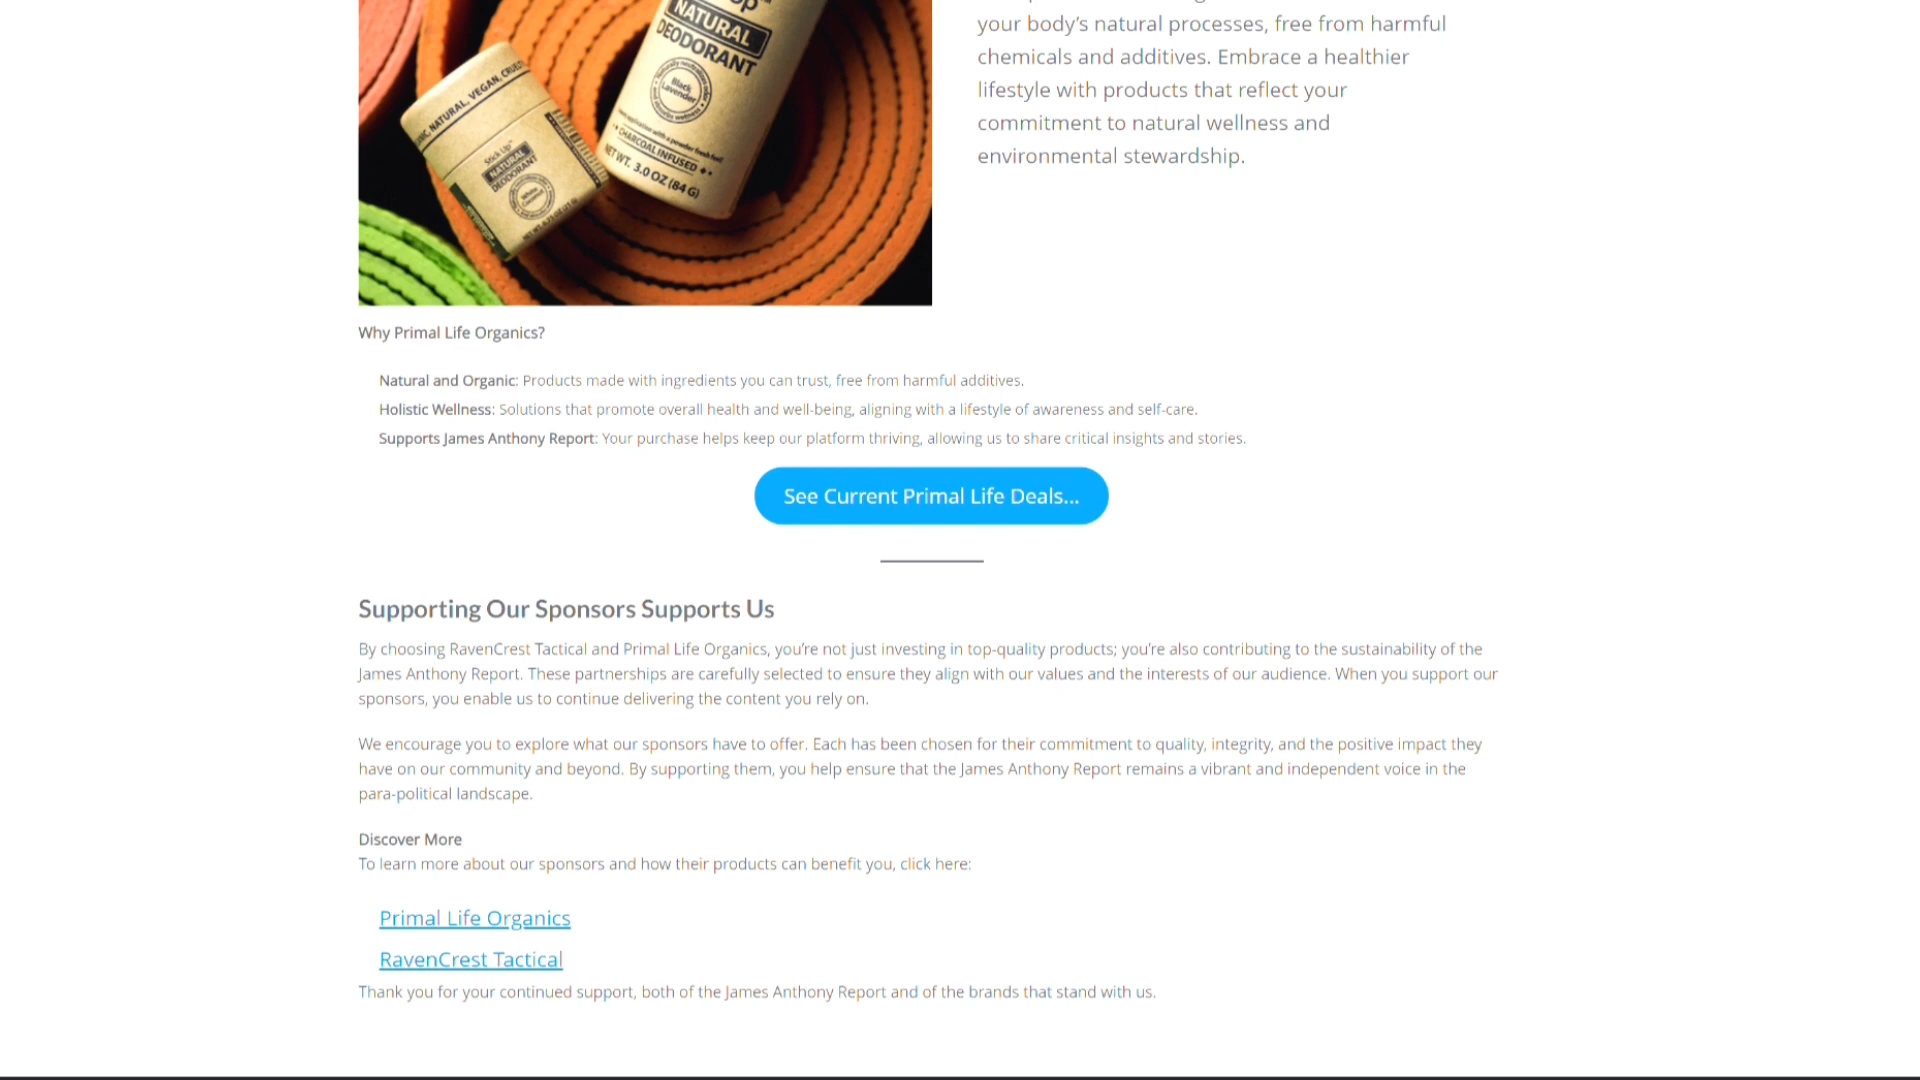 your body's natural processes, free from harmful
chemicals and additives. Embrace a healthier
lifestyle with products that reflect your
commitment to natural wellness and
environmental stewardship.
NATURAL
DEODORANT
Black
Lavender
CHARCOAL INFUSED
NET WT. 3.0 OZ (84 G)
NATURAL, VEGAN,
Stick Up
NATURAL
DEODORANT
Why Primal Life Organics?
Natural and Organic: Products made with ingredients you can trust, free from harmful additives.
Holistic Wellness: Solutions that promote overall health and well-being, aligning with a lifestyle of awareness and self-care.
Supports James Anthony Report: Your purchase helps keep our platform thriving, allowing us to share critical insights and stories.
See Current Primal Life Deals...
Supporting Our Sponsors Supports Us
By choosing RavenCrest Tactical and Primal Life Organics, you're not just investing in top-quality products; you're also contributing to the sustainability of the
James Anthony Report. These partnerships are carefully selected to ensure they align with our values and the interests of our audience. When you support our
sponsors, you enable us to continue delivering the content you rely on.
We encourage you to explore what our sponsors have to offer. Each has been chosen for their commitment to quality, integrity, and the positive impact they
have on our community and beyond. By supporting them, you help ensure that the James Anthony Report remains a vibrant and independent voice in the
para-political landscape.
Discover More
To learn more about our sponsors and how their products can benefit you, click here:
Primal Life Organics
RavenCrest Tactical
Thank you for your continued support, both of the James Anthony Report and of the brands that stand with us.